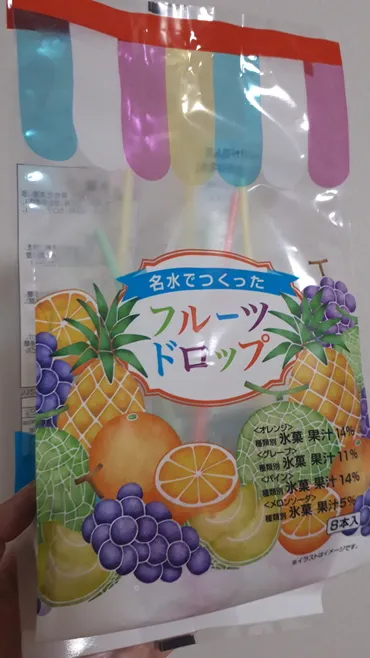 名水でつくった
フルーツ
ドロップ
<オレンジ>
種類別 氷菓 果汁14%
<グレープ>
種類別 氷菓 果汁11%
<パイン>
種類別 氷菓 果汁14%
<メロンソーダ>
種類別 氷菓 果汁5%
8本入
※イラストはイメージです。